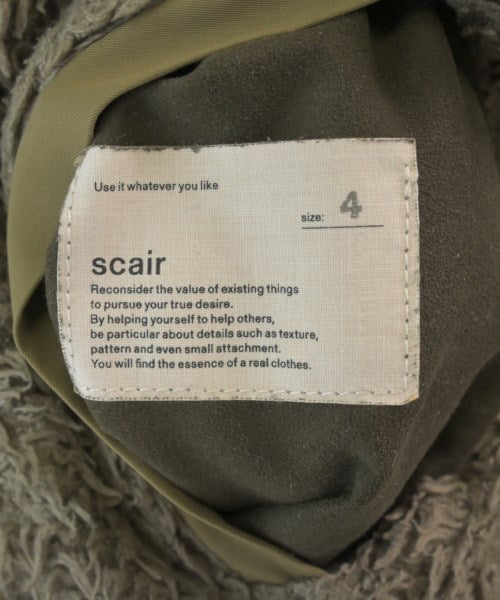 Use it whatever you like
size: 4
scair
Reconsider the value of existing things
to pursue your true desire.
By helping yourself to help others,
be particular about details such as texture,
pattern and even small attachment.
You will find the essence of a real clothes.